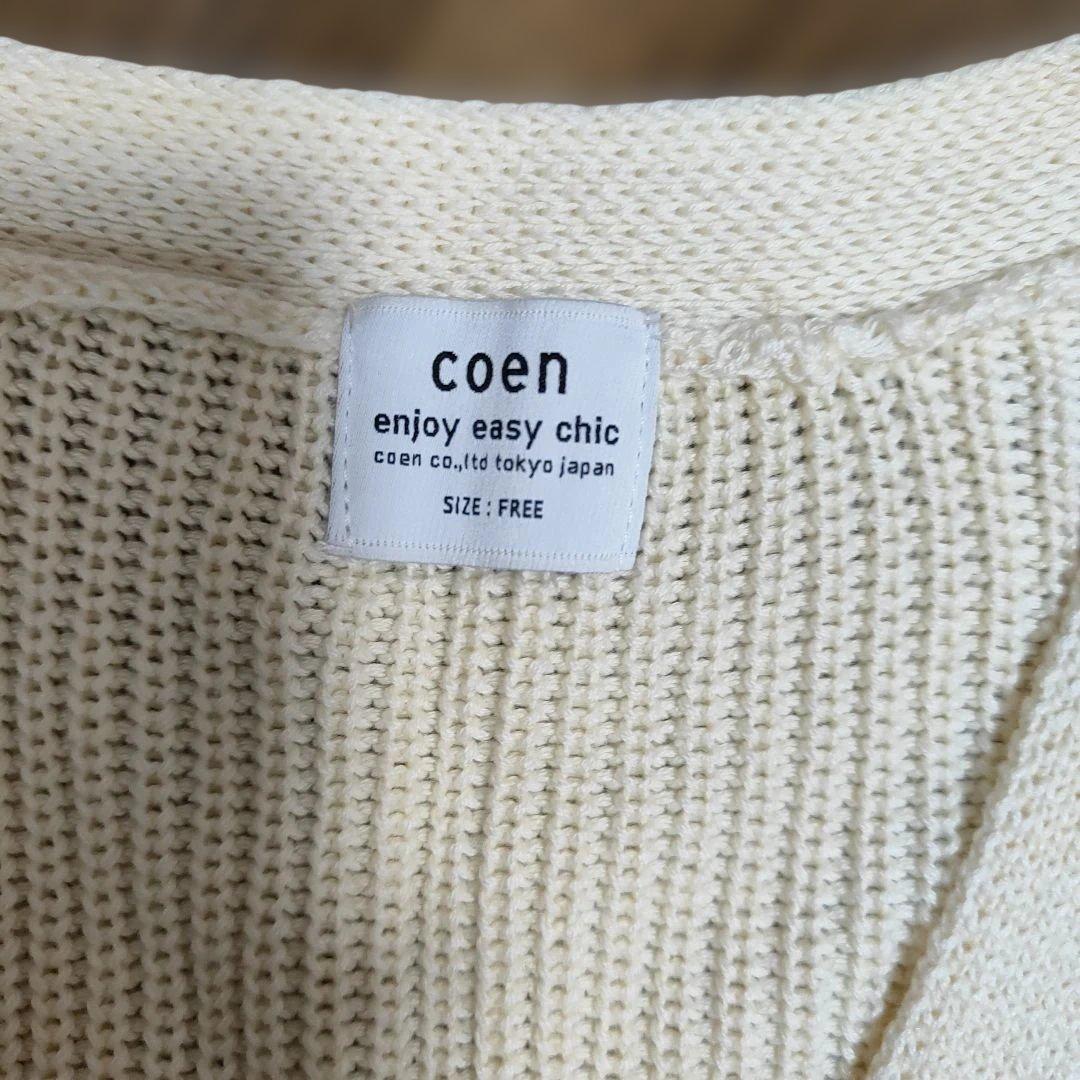 coen
enjoy easy chic
coen co.,ltd tokyo japan
SIZE : FREE